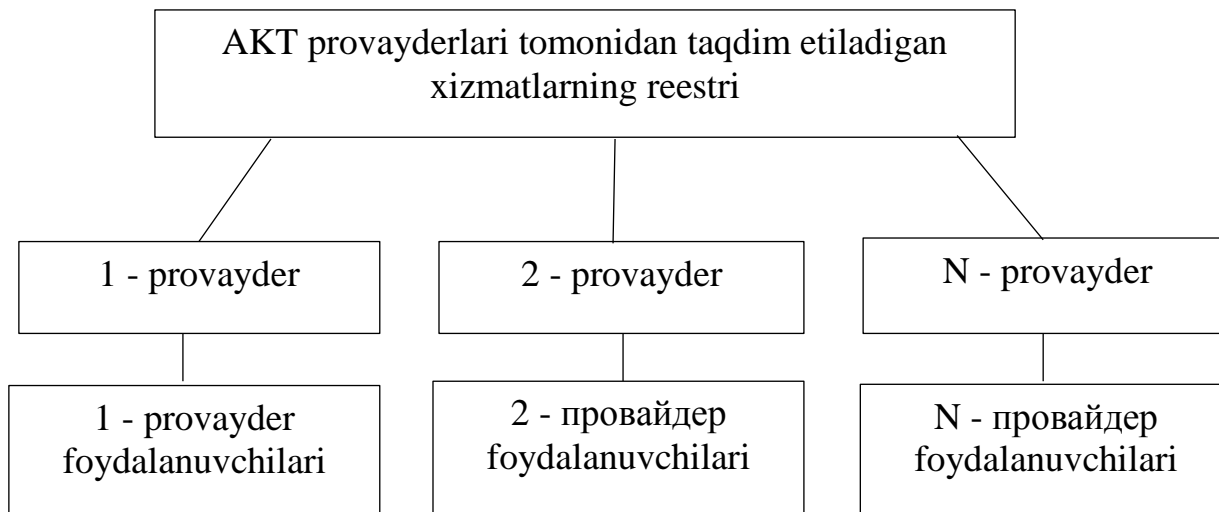 AKT provayderlari tomonidan taqdim etiladigan
xizmatlarning reestri
1 - provayder
2 - provayder
N - provayder
1 - provayder
foydalanuvchilari
2 - провайдер
foydalanuvchilari
N - провайдер
foydalanuvchilari